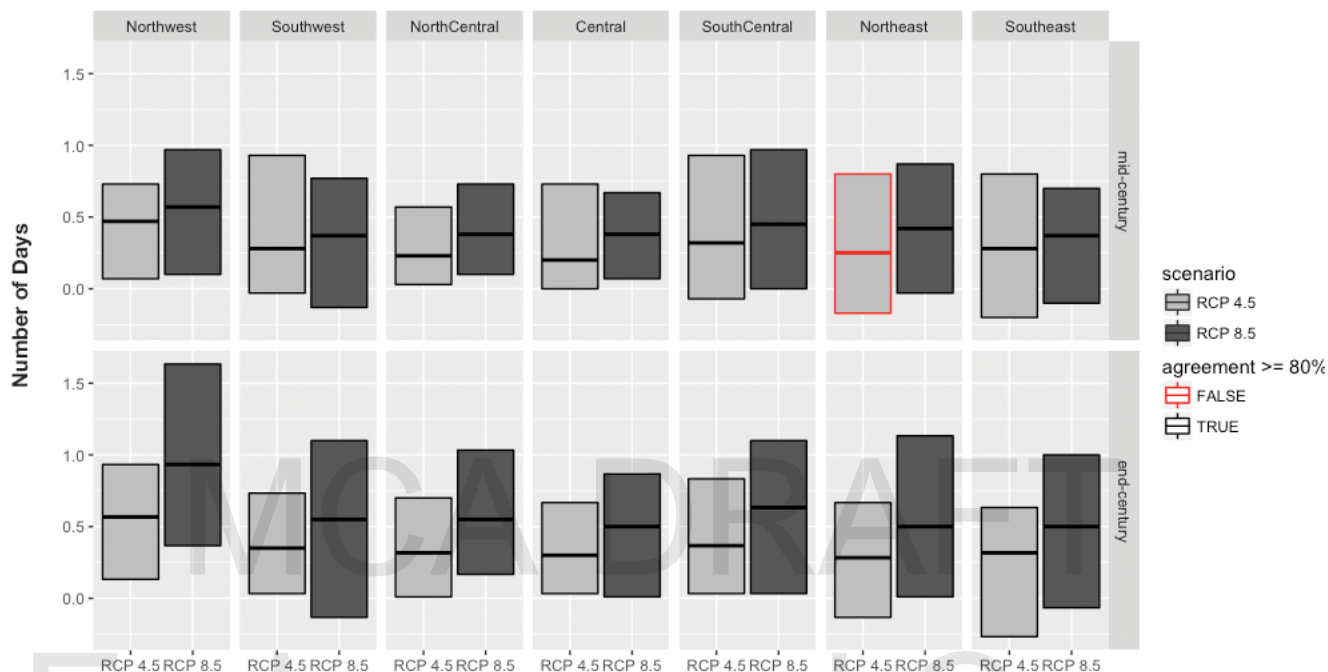 Northwest Southwest NorthCentral Central SouthCentral Northeast Southeast
Number of Days
1.5
1.0
0.5
0.0
mid-century
1.5
1.0
0.5
0.0
end-century
RCP 4.5 RCP 8.5 RCP 4.5 RCP 8.5 RCP 4.5 RCP 8.5 RCP 4.5 RCP 8.5 RCP 4.5 RCP 8.5 RCP 4.5 RCP 8.5 RCP 4.5 RCP 8.5
scenario
RCP 4.5
RCP 8.5
agreement >= 80%
FALSE
TRUE
MCA DRAFT